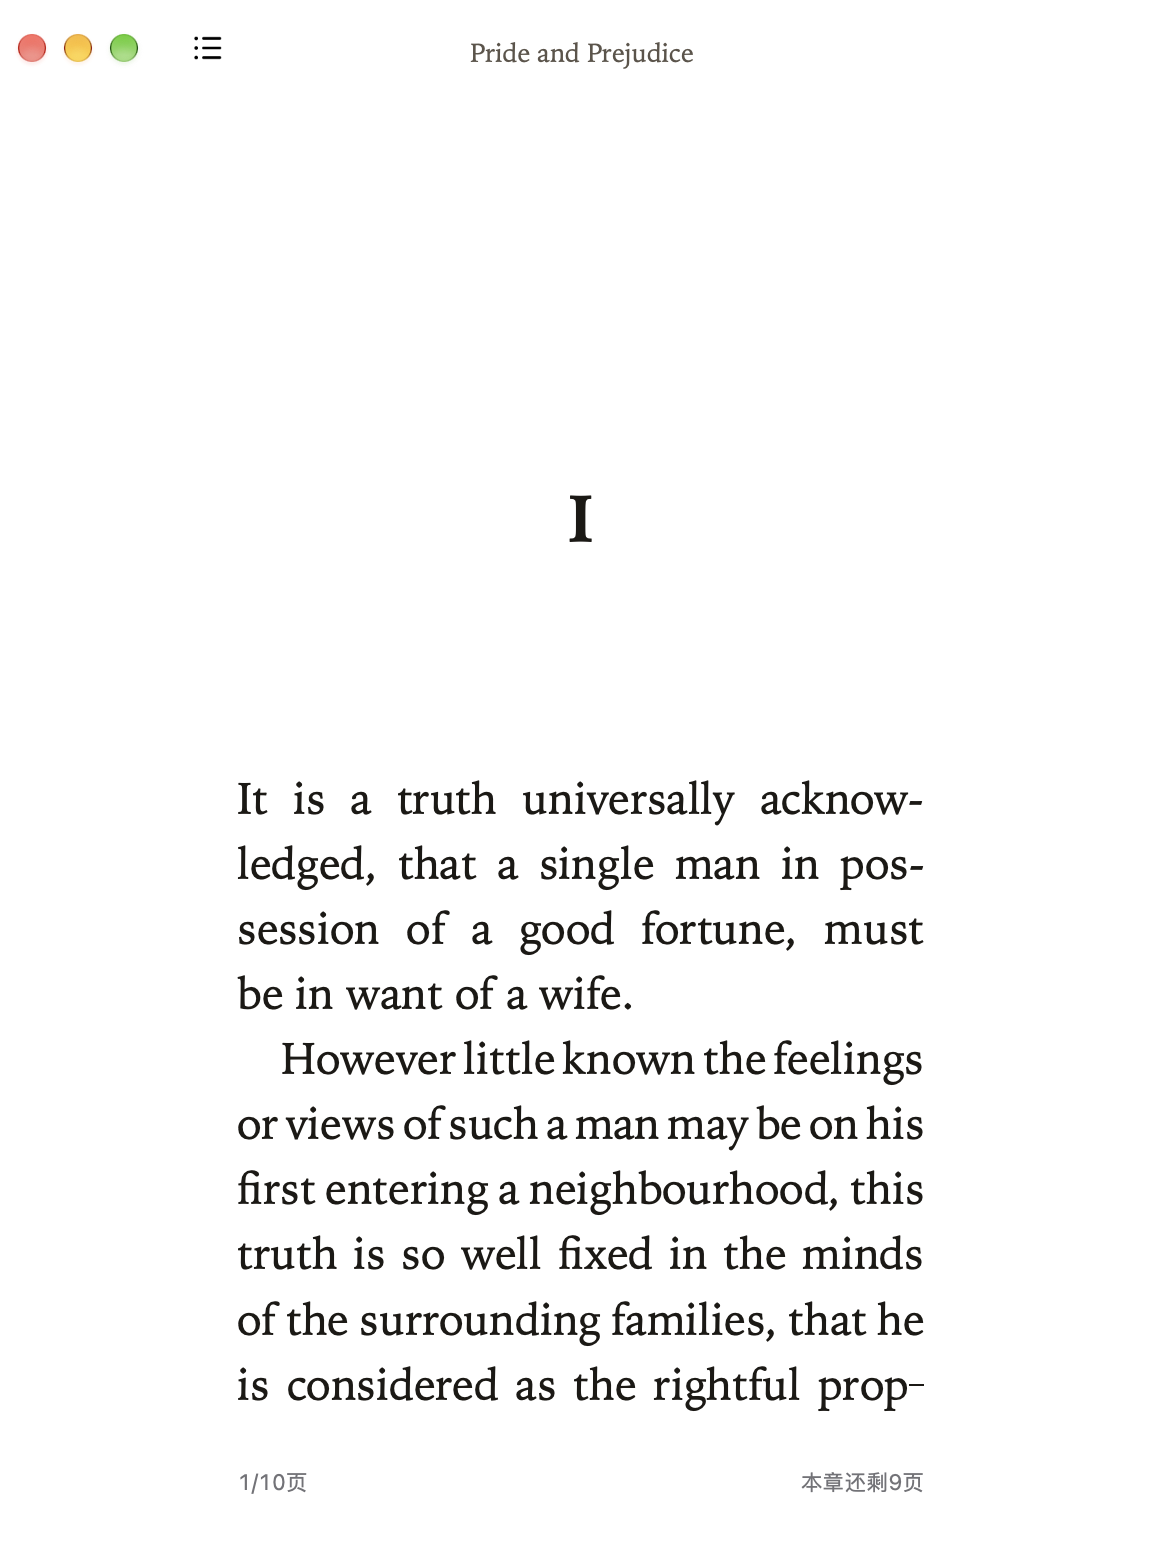 Pride and Prejudice
I
It is a truth universally acknow-
ledged, that a single man in pos-
session of a good fortune, must
be in want of a wife.
However little known the feelings
or views of such a man may be on his
first entering a neighbourhood, this
truth is so well fixed in the minds
of the surrounding families, that he
is considered as the rightful prop-
1/10页
本章还剩9页